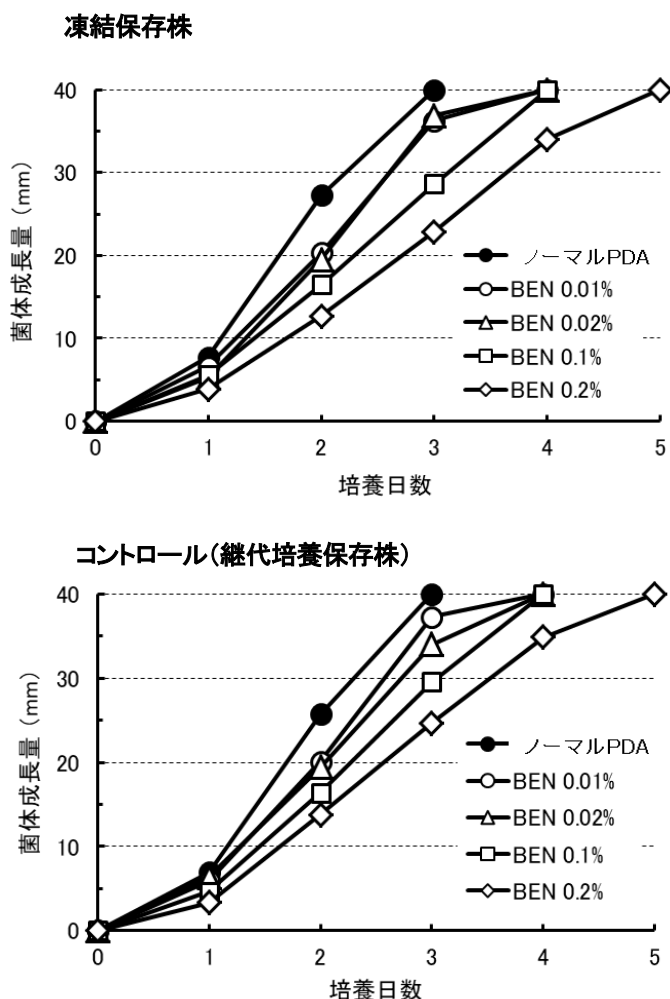 凍結保存株
菌体成長量 (mm)
40
30
20
10
0
ノーマルPDA
BEN 0.01%
BEN 0.02%
BEN 0.1%
BEN 0.2%
0 1 2 3 4 5
培養日数
コントロール(継代培養保存株)
菌体成長量 (mm)
40
30
20
10
0
ノーマルPDA
BEN 0.01%
BEN 0.02%
BEN 0.1%
BEN 0.2%
0 1 2 3 4 5
培養日数